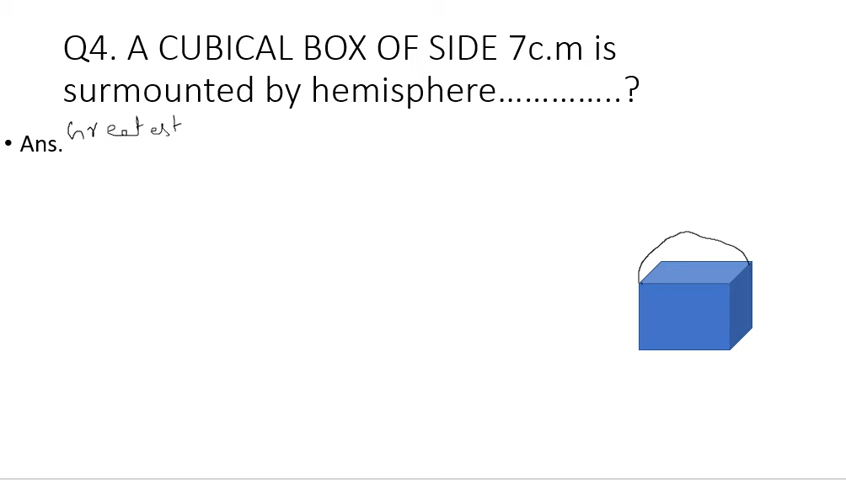 Q4. A CUBICAL BOX OF SIDE 7c.m is
surmounted by hemisphere…………..?
Greatest
• Ans.